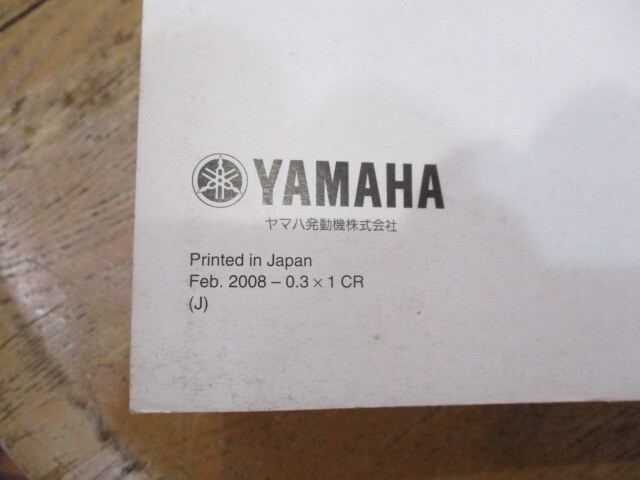 YAMAHA
ヤマハ発動機株式会社
Printed in Japan
Feb. 2008 – 0.3 × 1 CR
(J)